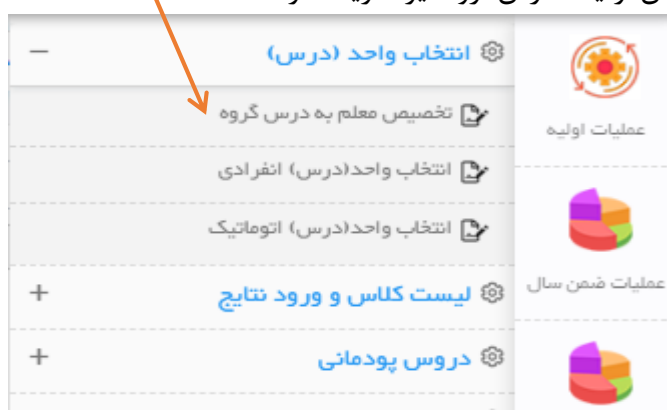 انتخاب واحد (درس)
تخصیص معلم به درس گروه
انتخاب واحد(درس) انفرادی
انتخاب واحد(درس) اتوماتیک
لیست کلاس و ورود نتایج
دروس پودمانی
عملیات اولیه
عملیات ضمن سال